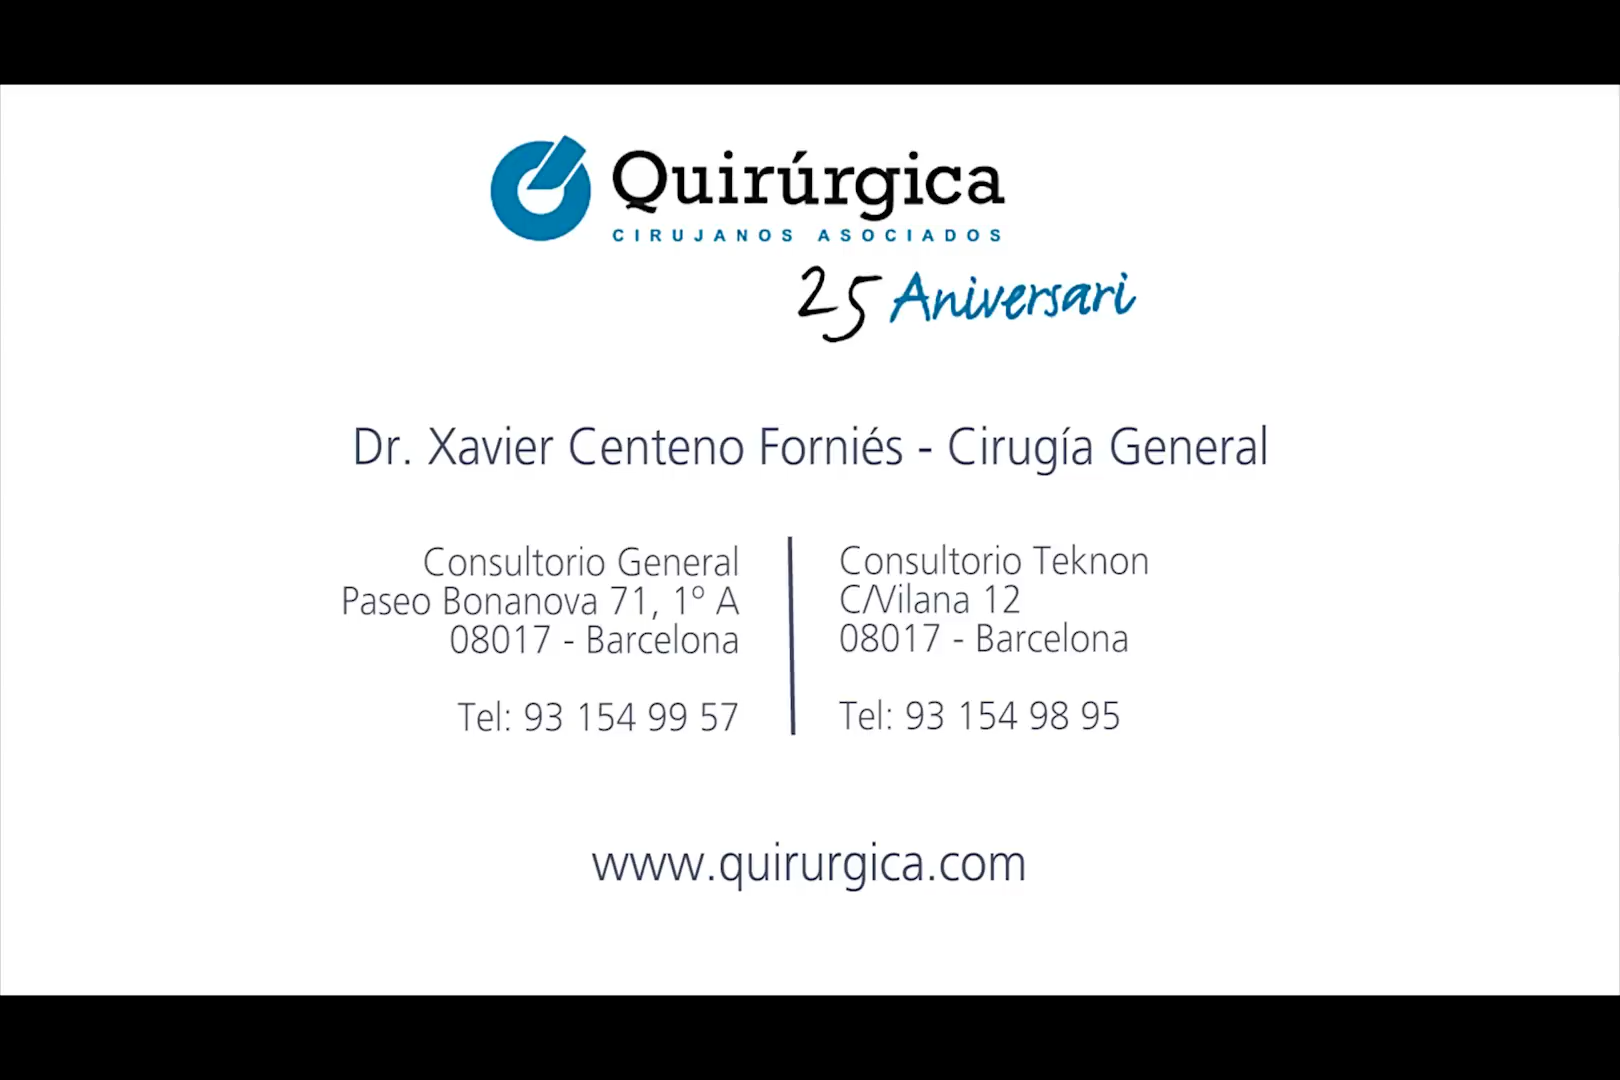 Quirúrgica
CIRUJANOS ASOCIADOS
25 Aniversari
Dr. Xavier Centeno Forniés - Cirugía General
Consultorio General
Paseo Bonanova 71, 1º A
08017 - Barcelona
Tel: 93 154 99 57
Consultorio Teknon
C/Vilana 12
08017 - Barcelona
Tel: 93 154 98 95
www.quirurgica.com